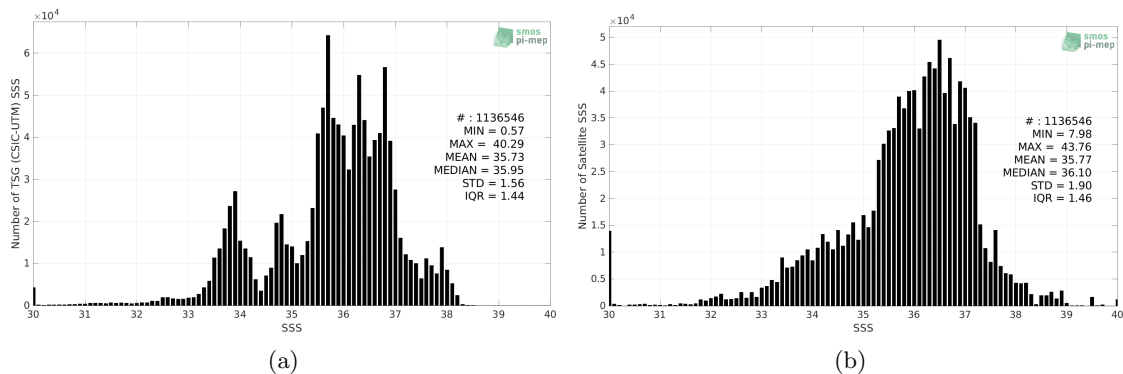 ×10⁴
smos
pi-mep
Number of TSG (CSIC-UTM) SSS
6
5
4
3
2
1
0
# : 1136546
MIN = 0.57
MAX = 40.29
MEAN = 35.73
MEDIAN = 35.95
STD = 1.56
IQR = 1.44
30 31 32 33 34 35 36 37 38 39 40
SSS
(a)
×10⁴
smos
pi-mep
Number of Satellite SSS
5
4.5
4
3.5
3
2.5
2
1.5
1
0.5
0
# : 1136546
MIN = 7.98
MAX = 43.76
MEAN = 35.77
MEDIAN = 36.10
STD = 1.90
IQR = 1.46
30 31 32 33 34 35 36 37 38 39 40
SSS
(b)